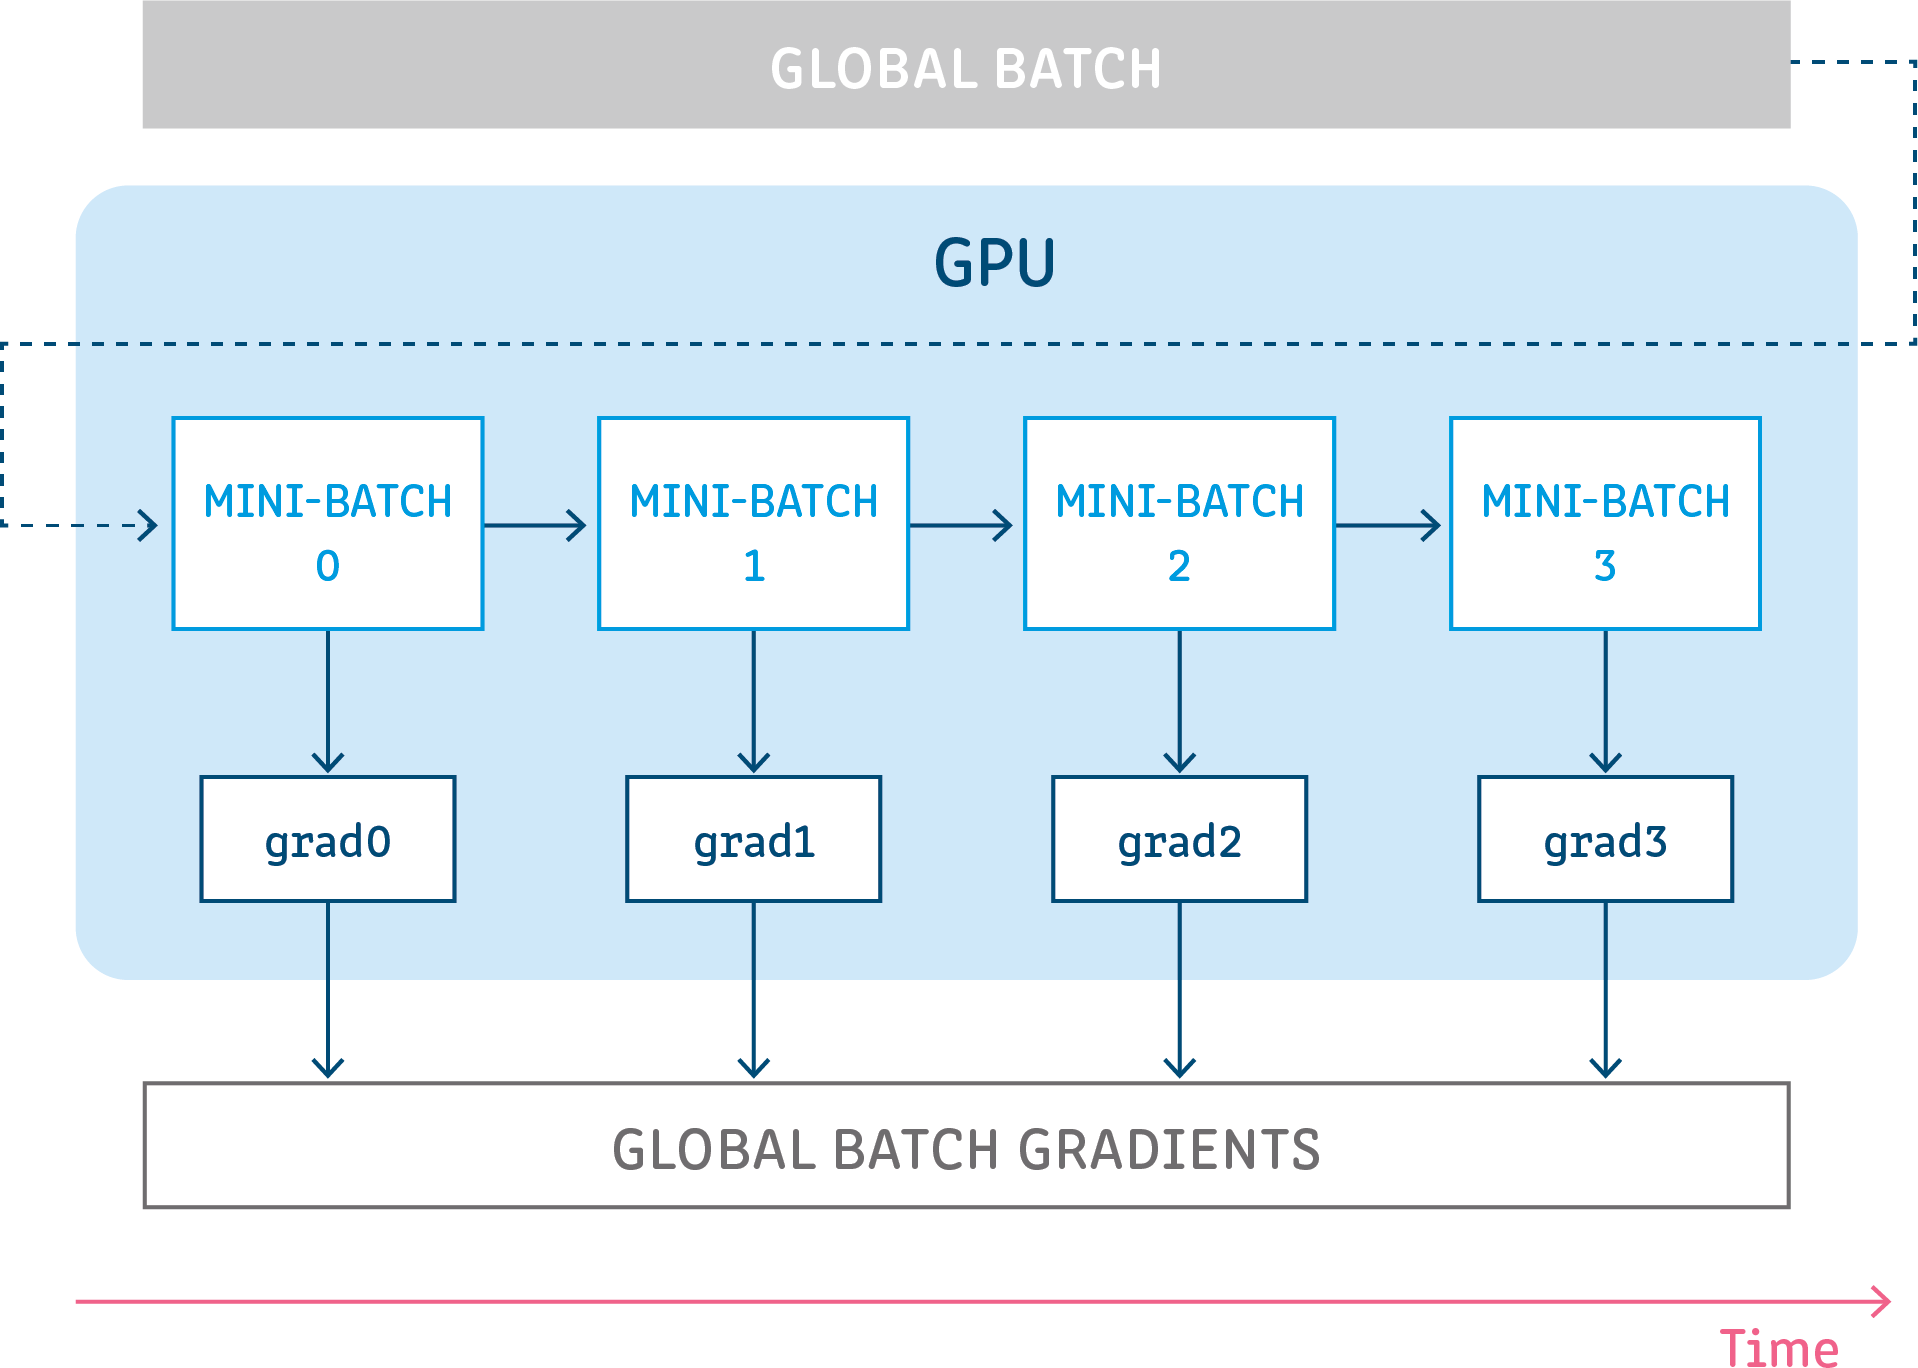 GLOBAL BATCH
GPU
MINI-BATCH
0
MINI-BATCH
1
MINI-BATCH
2
MINI-BATCH
3
grad0
grad1
grad2
grad3
GLOBAL BATCH GRADIENTS
Time